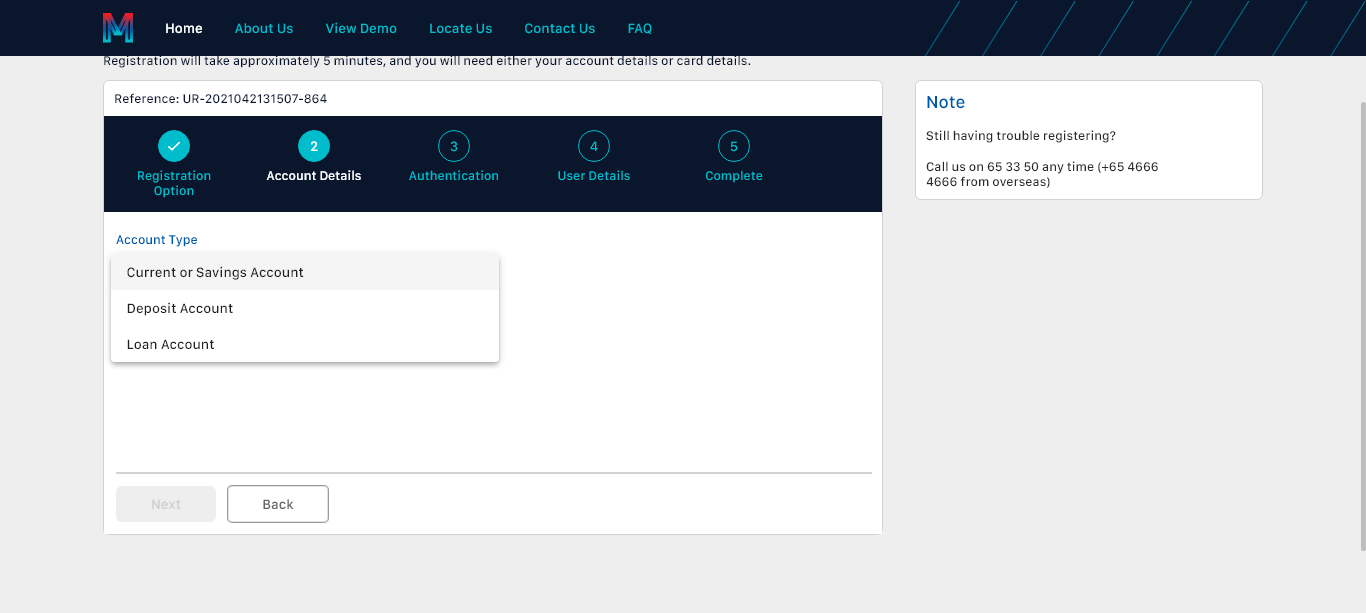 M
Home About Us View Demo Locate Us Contact Us FAQ
Registration will take approximately 5 minutes, and you will need either your account details or card details.
Reference: UR-2021042131507-864
2 3 4 5
Registration
Option
Account Details
Authentication
User Details
Complete
Account Type
Current or Savings Account
Deposit Account
Loan Account
Next Back
Note
Still having trouble registering?
Call us on 65 33 50 any time (+65 4666
4666 from overseas)